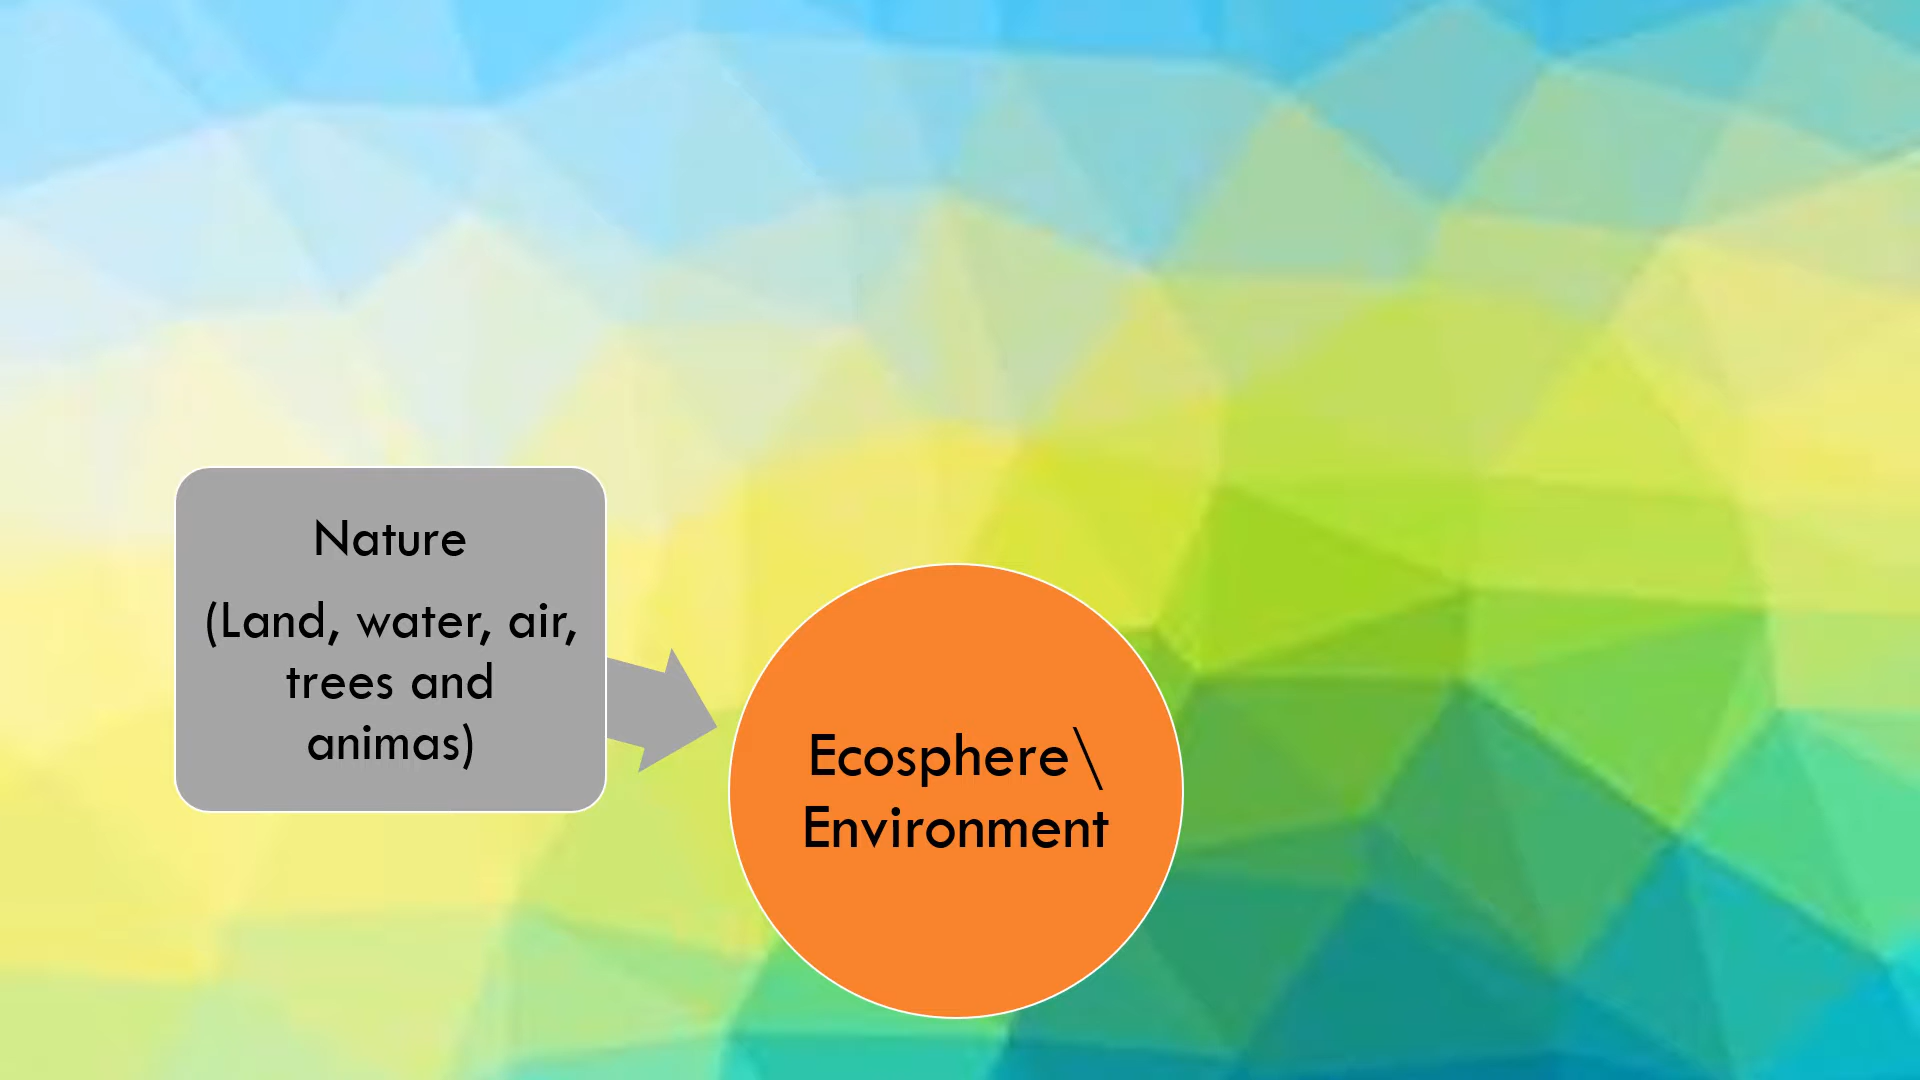 Nature
(Land, water, air,
trees and
animas)
Ecosphere\
Environment